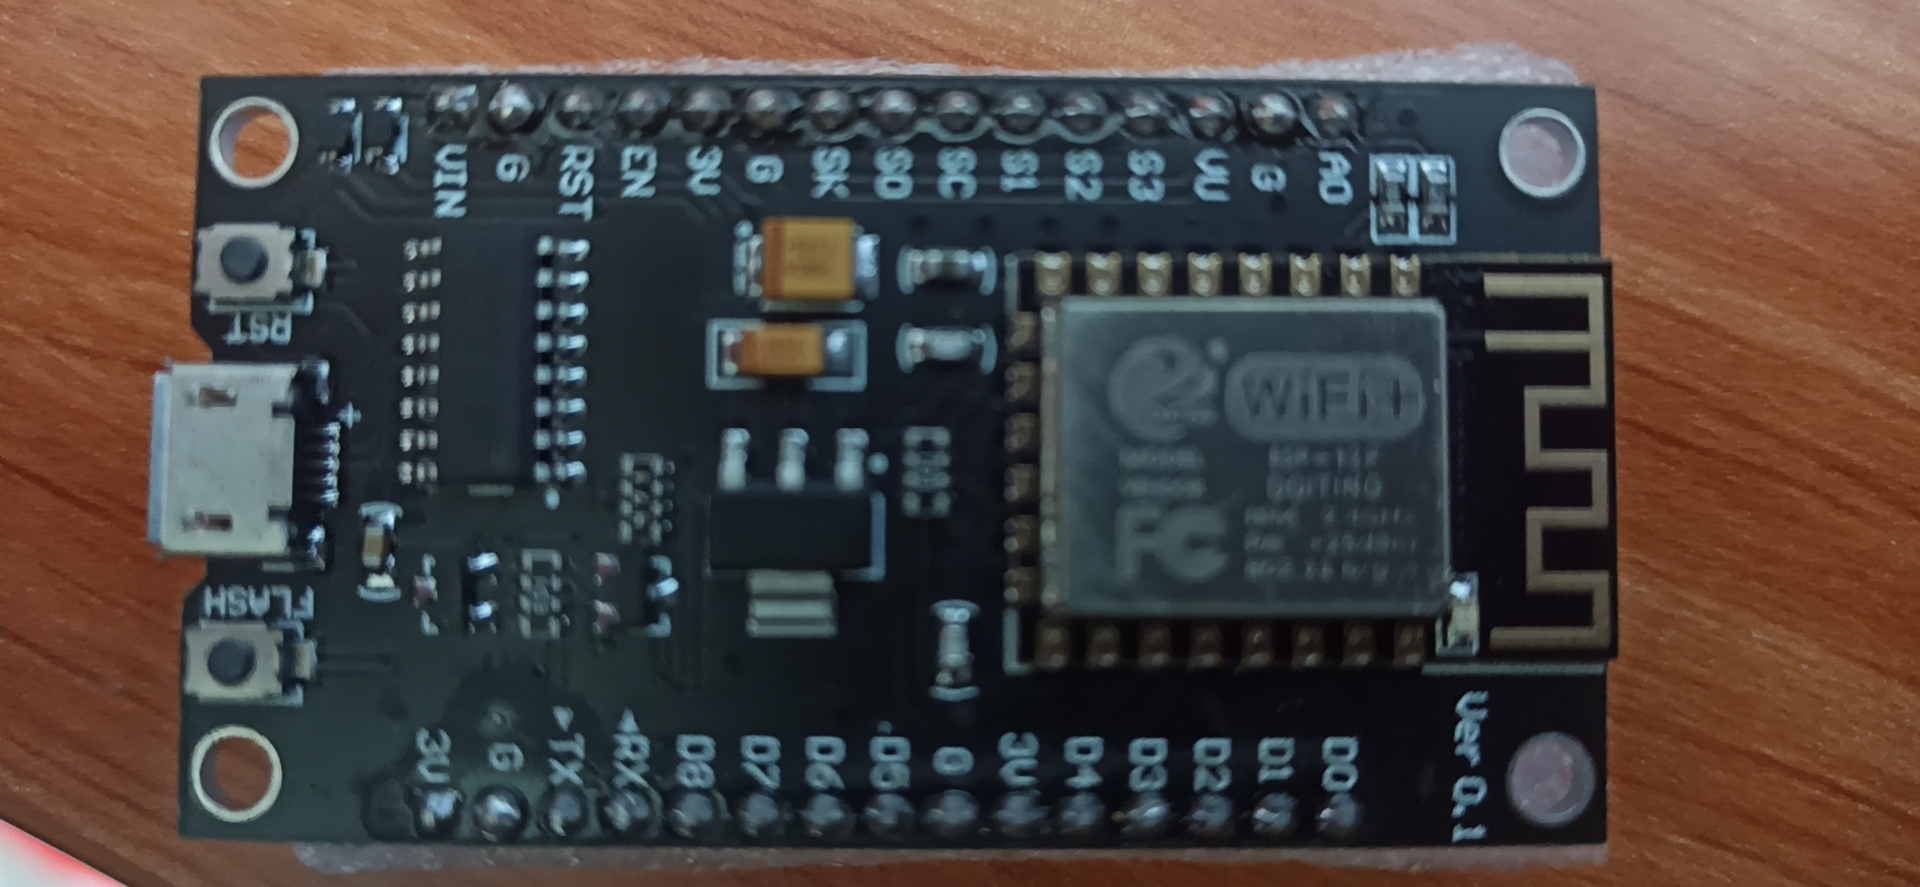 VIN
G
RST
EN
3V
G
SK
S0
SC
S1
S2
S3
VU
G
A0
RST
WiFi
FC
FLASH
3V
G
TX
RX
D8
D7
D6
D5
G
3V
D4
D3
D2
D1
D0
Ver 0.1